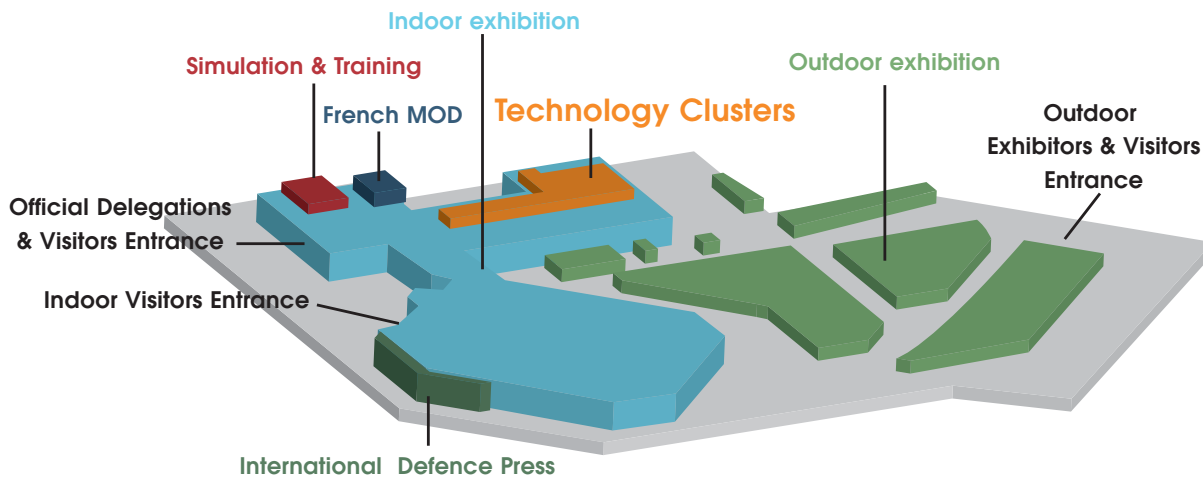 Indoor exhibition
Simulation & Training
Outdoor exhibition
French MOD
Technology Clusters
Outdoor
Exhibitors & Visitors
Entrance
Official Delegations
& Visitors Entrance
Indoor Visitors Entrance
International Defence Press